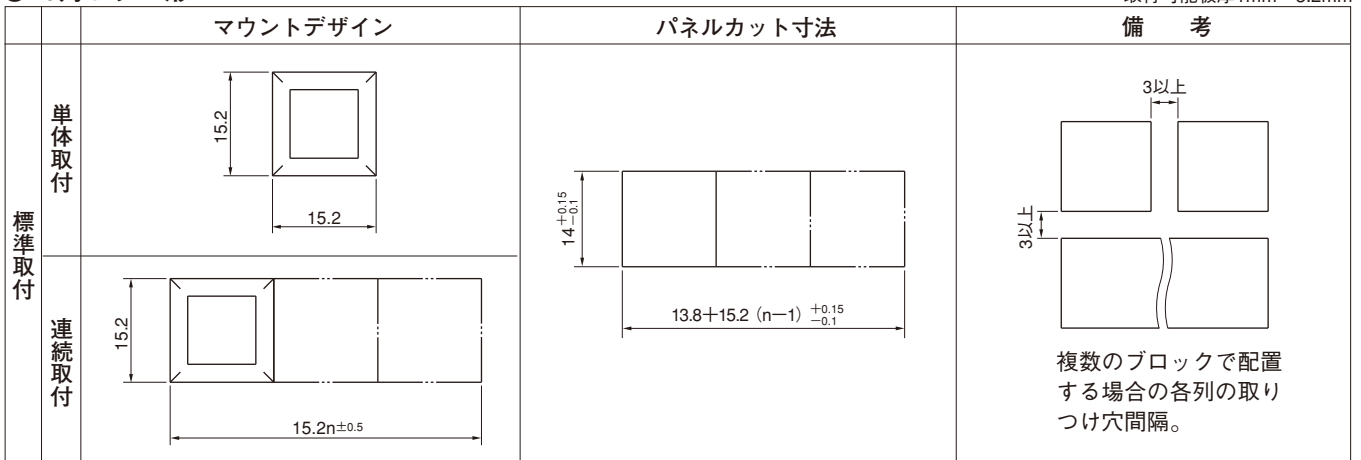 マウントデザイン
パネルカット寸法
備　考
標準取付
単体取付
15.2
15.2
連続取付
15.2
15.2n±0.5
14+0.15 −0.1
13.8+15.2（n−1）+0.15 −0.1
3以上
3以上
複数のブロックで配置
する場合の各列の取り
つけ穴間隔。